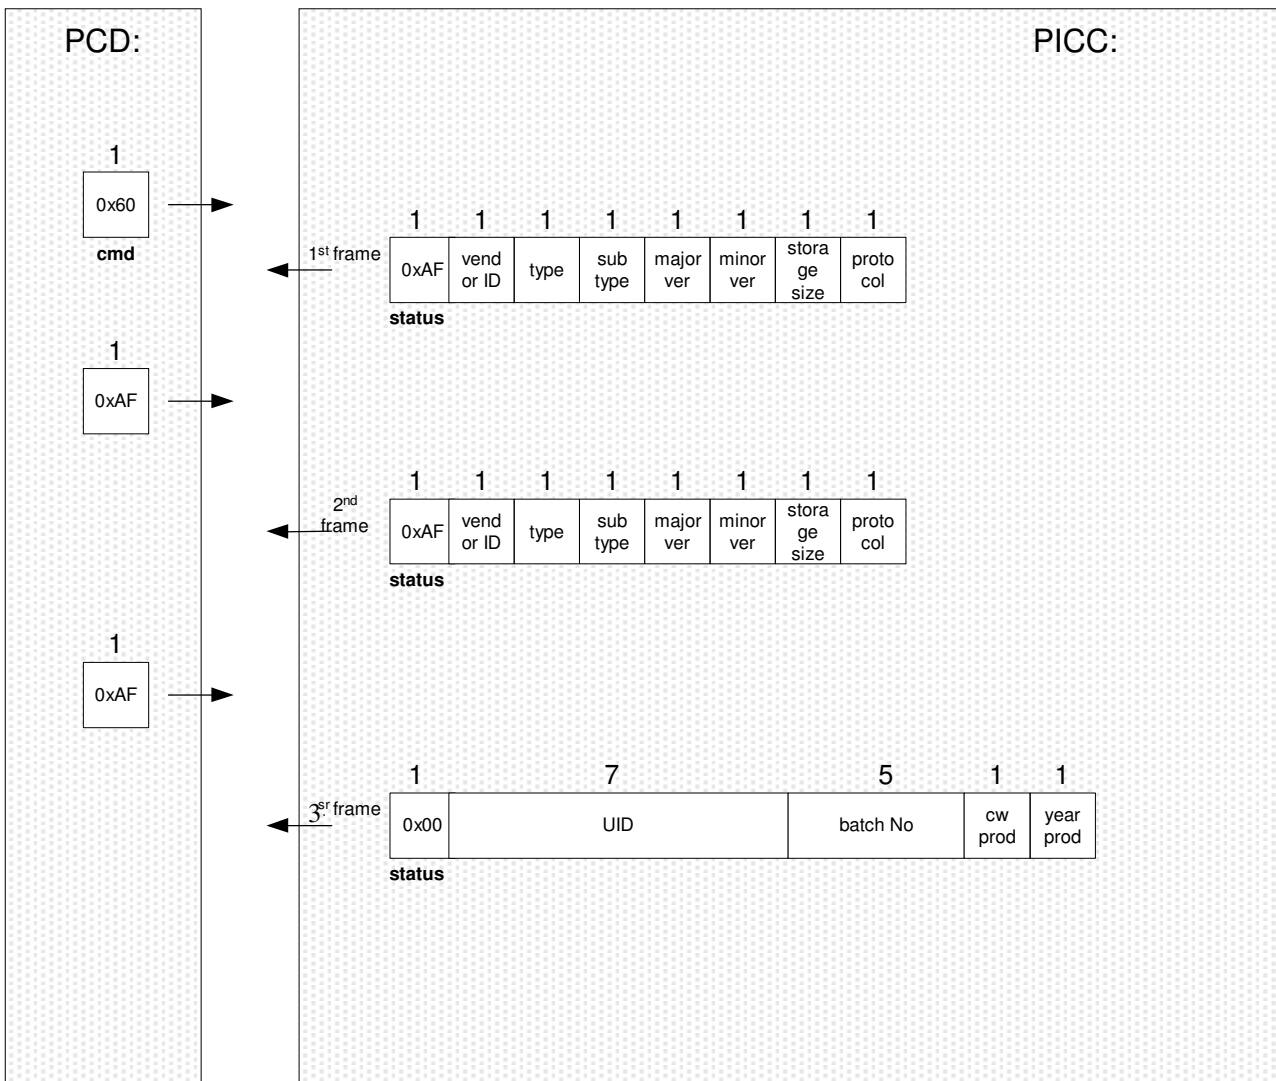 PCD:
PICC:
1
0x60
cmd
1 1 1 1 1 1 1 1
1st frame
0xAF
vend
or ID
type
sub
type
major
ver
minor
ver
stora
ge
size
proto
col
status
1
0xAF
1 1 1 1 1 1 1 1
2nd
frame
0xAF
vend
or ID
type
sub
type
major
ver
minor
ver
stora
ge
size
proto
col
status
1
0xAF
1 7 5 1 1
3.sr frame
0x00
UID
batch No
cw
prod
year
prod
status